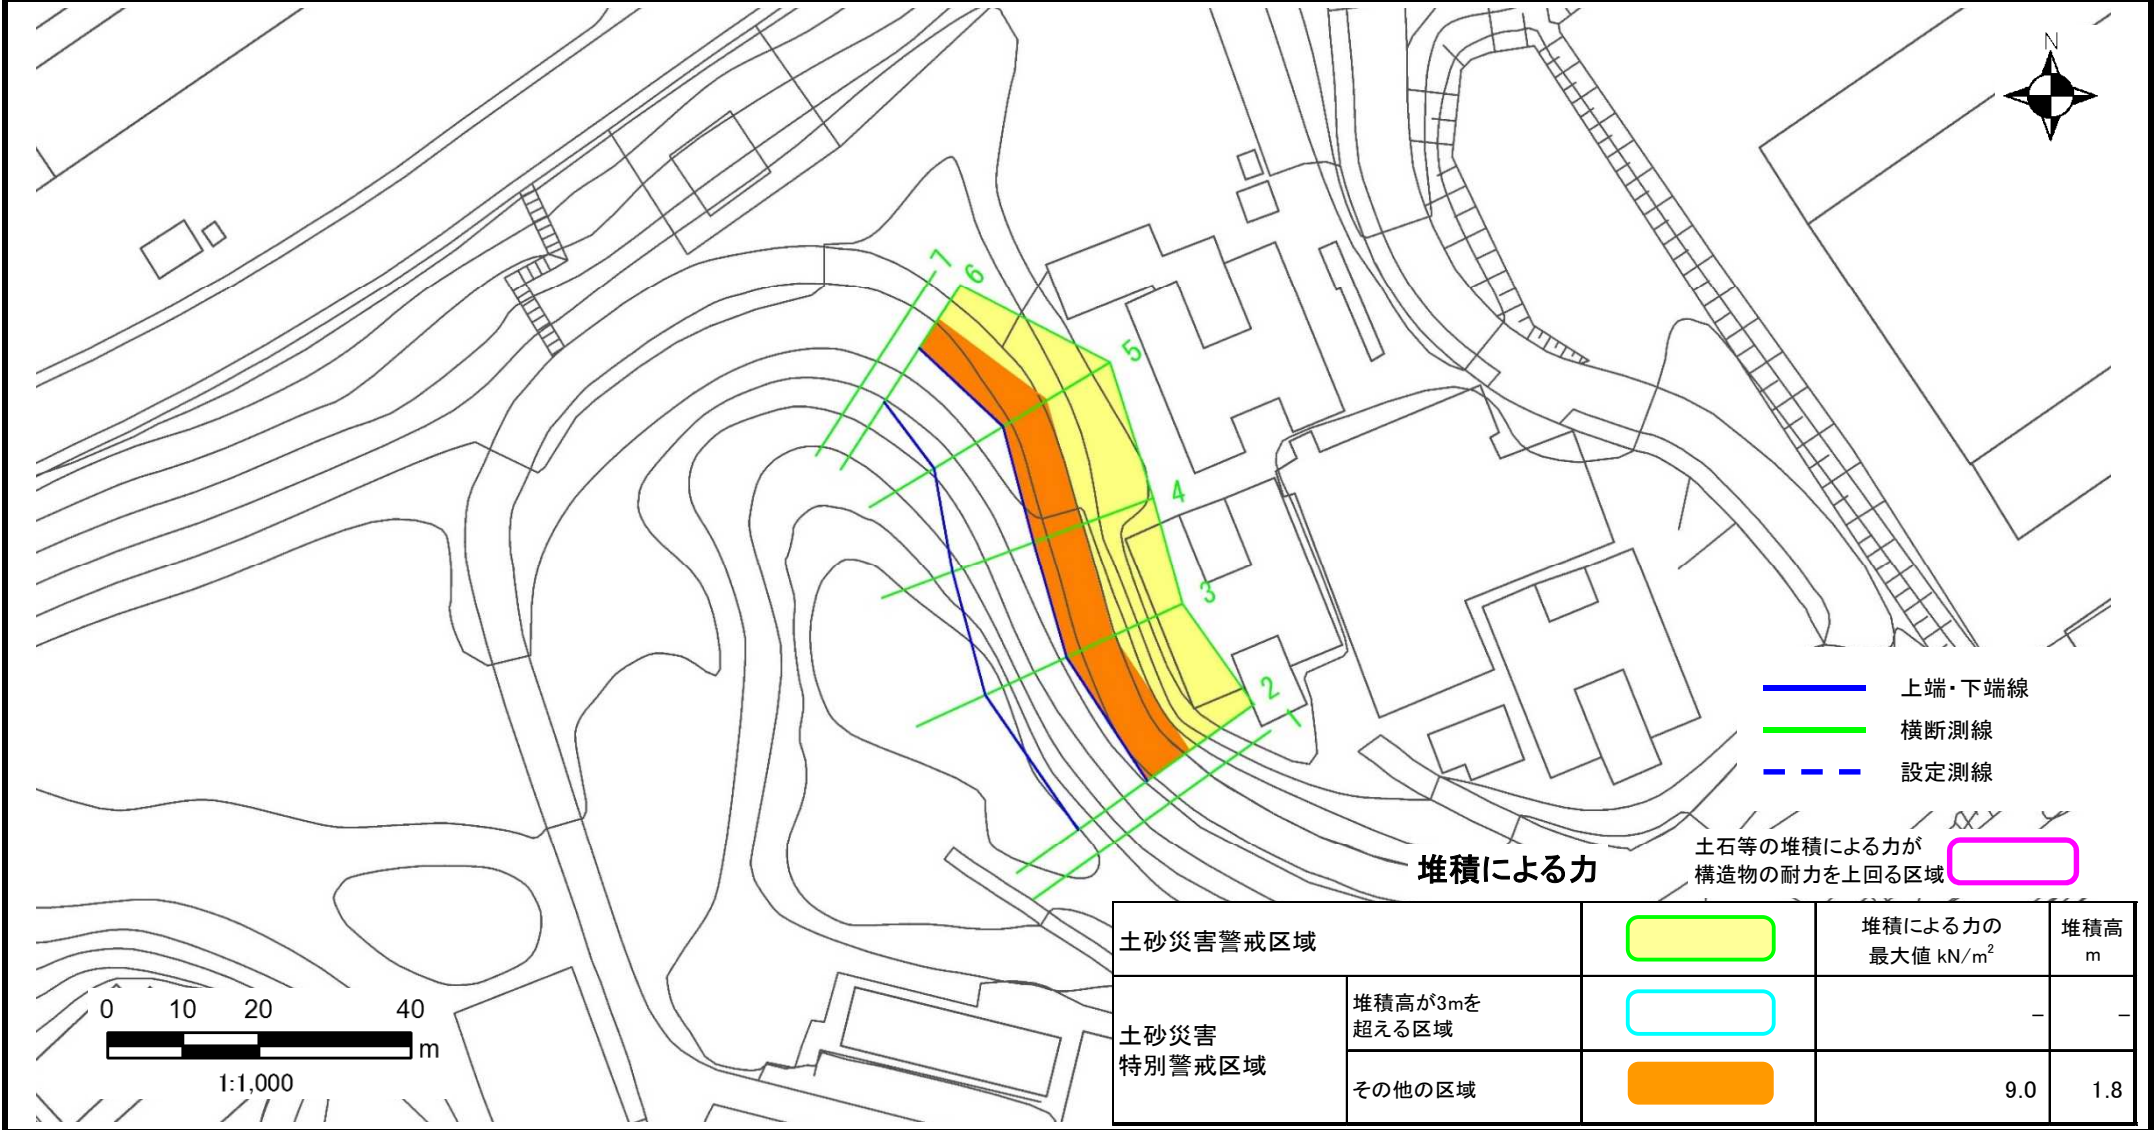 N
7
6
5
4
3
2
1
上端・下端線
横断測線
設定測線
堆積による力
土石等の堆積による力が
構造物の耐力を上回る区域
土砂災害警戒区域
堆積による力の
最大値 kN/m²
堆積高
m
土砂災害
特別警戒区域
堆積高が3mを
超える区域
–
–
その他の区域
9.0
1.8
0 10 20 40
m
1:1,000